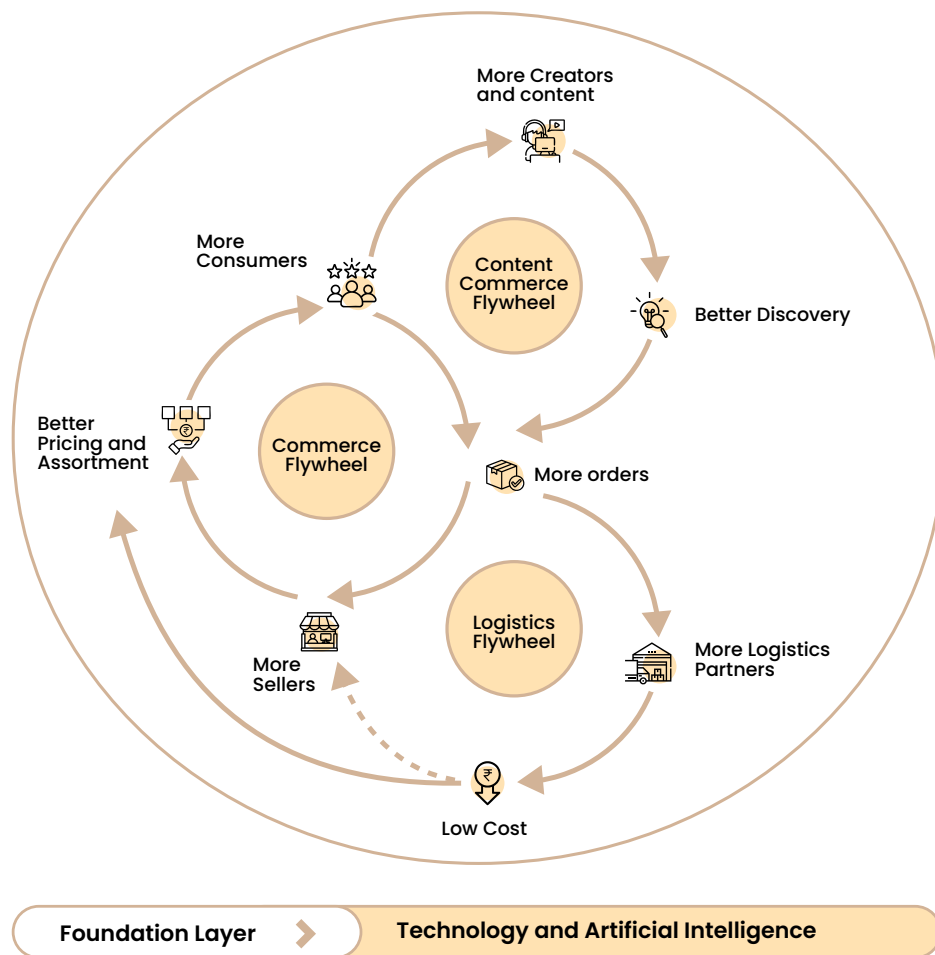 More Creators
and content
More
Consumers
Content
Commerce
Flywheel
Better Discovery
Better
Pricing and
Assortment
₹
Commerce
Flywheel
More orders
Logistics
Flywheel
More Logistics
Partners
More
Sellers
₹
Low Cost
Foundation Layer
Technology and Artificial Intelligence